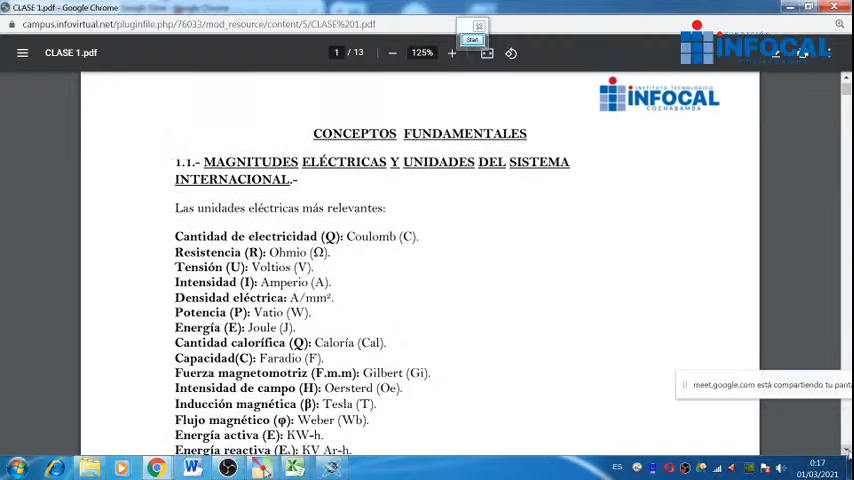 CLASE 1.pdf - Google Chrome
campus.infovirtual.net/pluginfile.php/76033/mod_resource/content/5/CLASE%201.pdf
Start
INFOCAL
COCHABAMBA
CLASE 1.pdf
1 / 13
125%
INSTITUTO TECNOLÓGICO
INFOCAL
COCHABAMBA
CONCEPTOS FUNDAMENTALES
1.1.- MAGNITUDES ELÉCTRICAS Y UNIDADES DEL SISTEMA
INTERNACIONAL.-
Las unidades eléctricas más relevantes:
Cantidad de electricidad (Q): Coulomb (C).
Resistencia (R): Ohmio (Ω).
Tensión (U): Voltios (V).
Intensidad (I): Amperio (A).
Densidad eléctrica: A/mm².
Potencia (P): Vatio (W).
Energía (E): Joule (J).
Cantidad calorífica (Q): Caloría (Cal).
Capacidad(C): Faradio (F).
Fuerza magnetomotriz (F.m.m): Gilbert (Gi).
Intensidad de campo (H): Oersterd (Oe).
Inducción magnética (β): Tesla (T).
Flujo magnético (φ): Weber (Wb).
Energía activa (E): KW-h.
Energía reactiva (Eᵣ): KV Ar-h.
meet.google.com está compartiendo tu panta
ES
0:17
01/03/2021